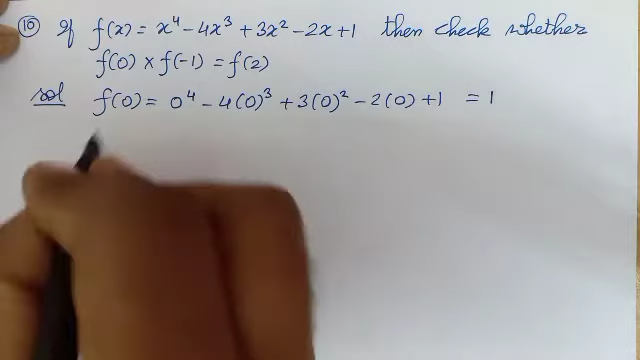 (10) If f(x) = x⁴ - 4x³ + 3x² - 2x + 1 then check whether
f(0) × f(-1) = f(2)
sol f(0) = 0⁴ - 4(0)³ + 3(0)² - 2(0) + 1 = 1